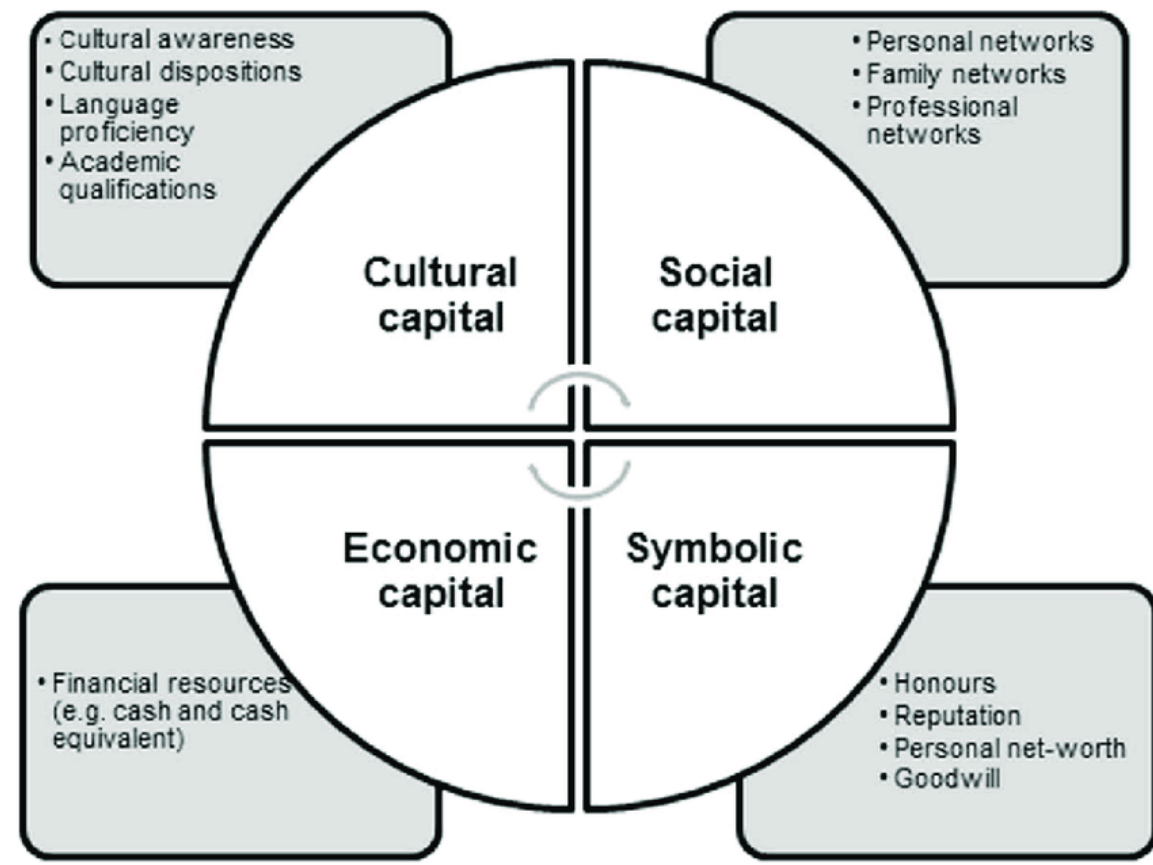 • Cultural awareness
• Cultural dispositions
• Language
proficiency
• Academic
qualifications
• Personal networks
• Family networks
• Professional
networks
Cultural
capital
Social
capital
Economic
capital
Symbolic
capital
• Financial resources
(e.g. cash and cash
equivalent)
• Honours
• Reputation
• Personal net-worth
• Goodwill